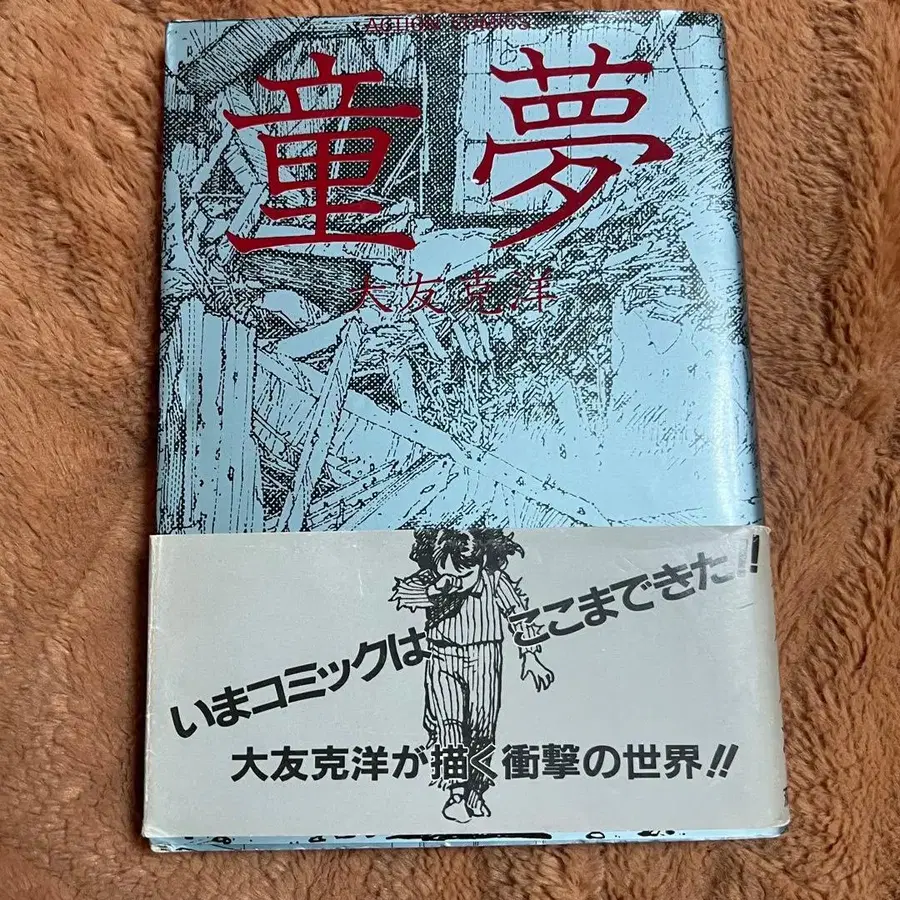 ACTION COMICS
童夢
大友克洋
いまコミックは
ここまできた!!
大友克洋が描く衝撃の世界!!